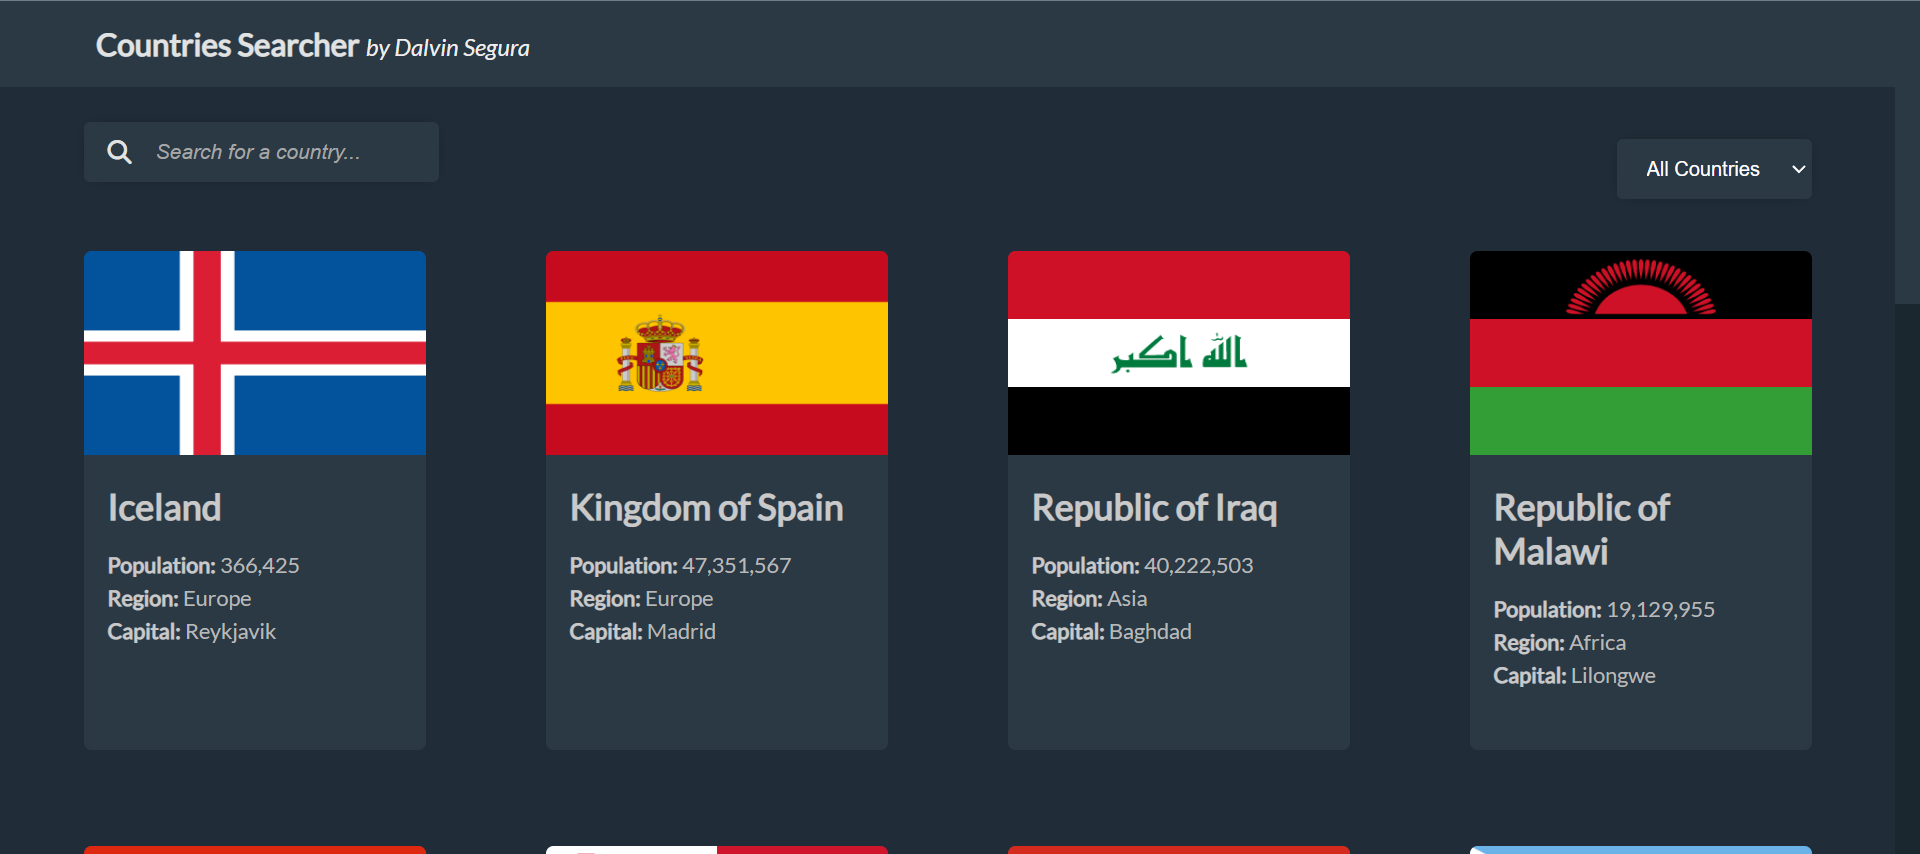 Countries Searcher by Dalvin Segura
Search for a country...
All Countries
الله اكبر
Iceland
Population: 366,425
Region: Europe
Capital: Reykjavik
Kingdom of Spain
Population: 47,351,567
Region: Europe
Capital: Madrid
Republic of Iraq
Population: 40,222,503
Region: Asia
Capital: Baghdad
Republic of
Malawi
Population: 19,129,955
Region: Africa
Capital: Lilongwe